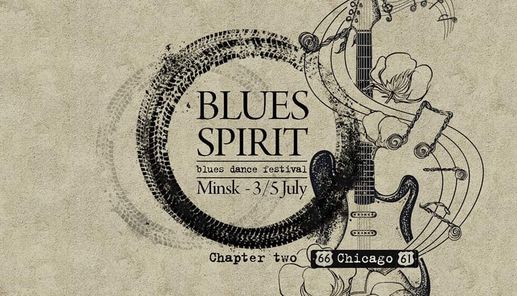 BLUES
SPIRIT
blues dance festival
Minsk - 3/5 July
Chapter two 66 Chicago 61